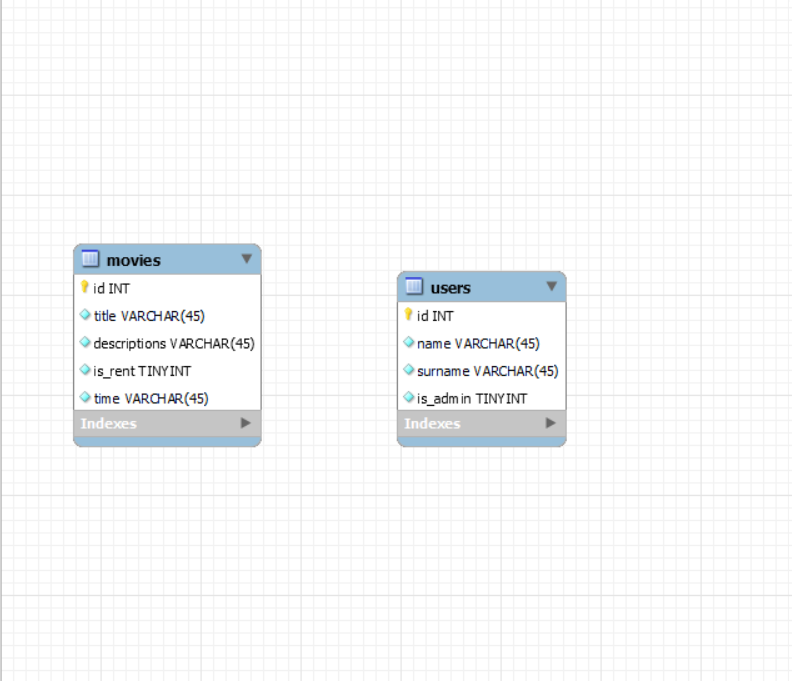 movies
id INT
title VARCHAR(45)
descriptions VARCHAR(45)
is_rent TINYINT
time VARCHAR(45)
Indexes
users
id INT
name VARCHAR(45)
surname VARCHAR(45)
is_admin TINYINT
Indexes